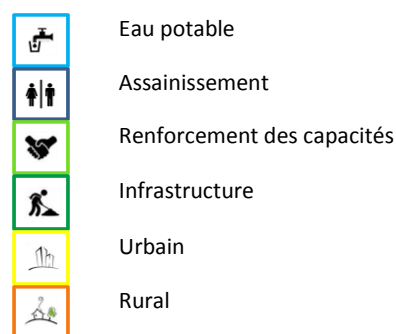 Eau potable
Assainissement
Renforcement des capacités
Infrastructure
Urbain
Rural